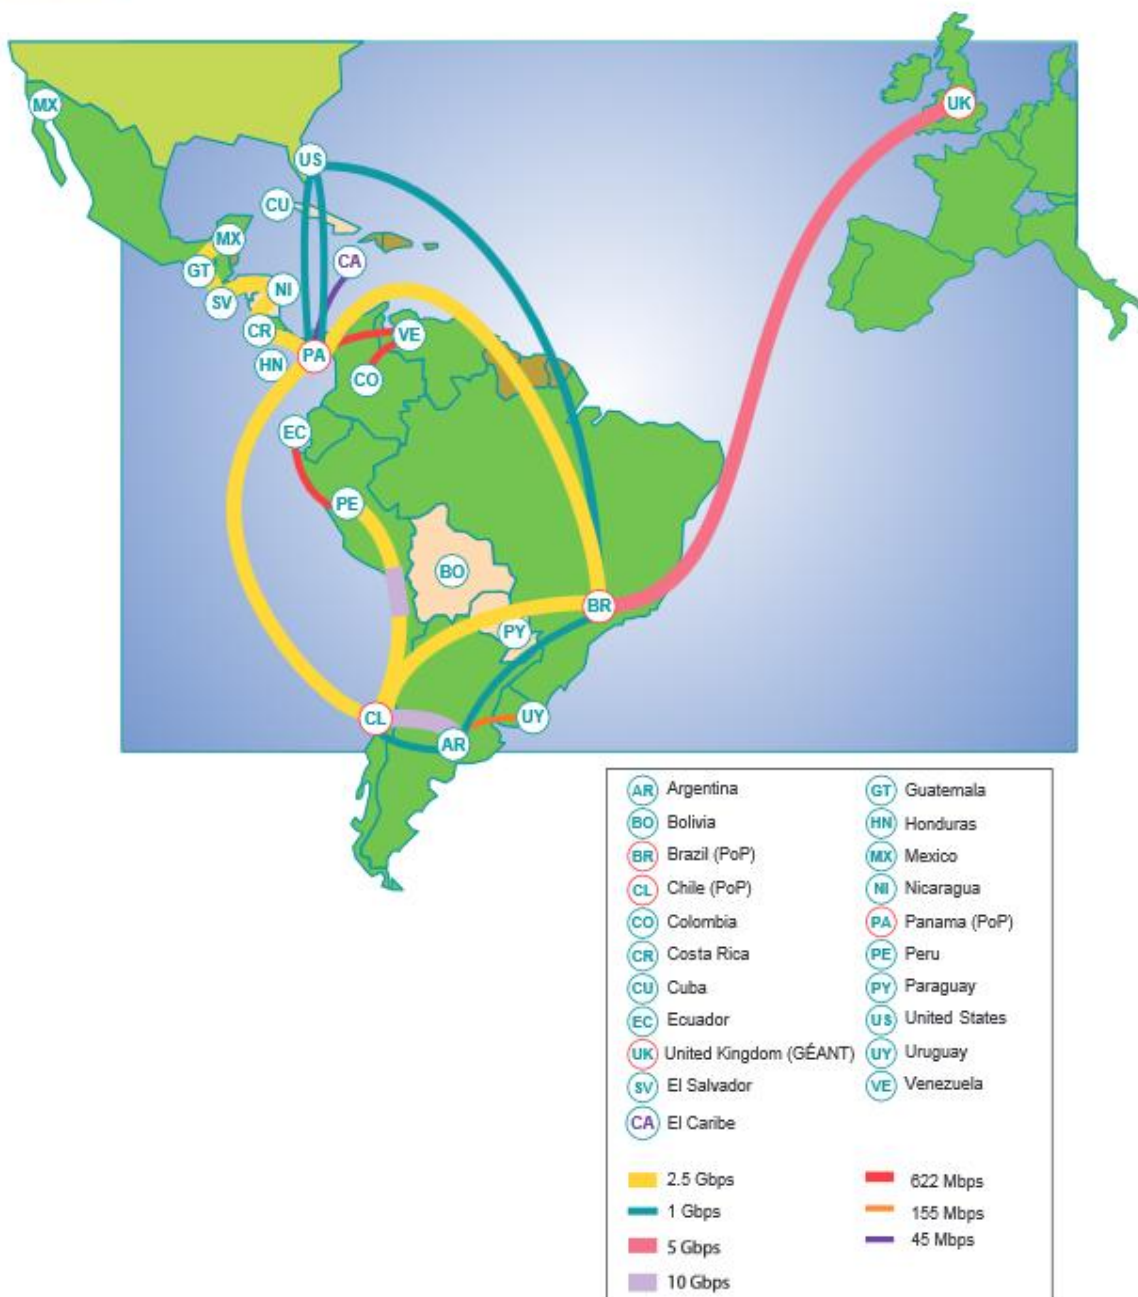 MX
UK
US
CU
MX
CA
GT
NI
SV
CR
VE
PA
HN
CO
EC
PE
BO
BR
PY
CL
UY
AR
AR Argentina
BO Bolivia
BR Brazil (PoP)
CL Chile (PoP)
CO Colombia
CR Costa Rica
CU Cuba
EC Ecuador
UK United Kingdom (GÉANT)
SV El Salvador
CA El Caribe
GT Guatemala
HN Honduras
MX Mexico
NI Nicaragua
PA Panama (PoP)
PE Peru
PY Paraguay
US United States
UY Uruguay
VE Venezuela
2.5 Gbps
1 Gbps
5 Gbps
10 Gbps
622 Mbps
155 Mbps
45 Mbps